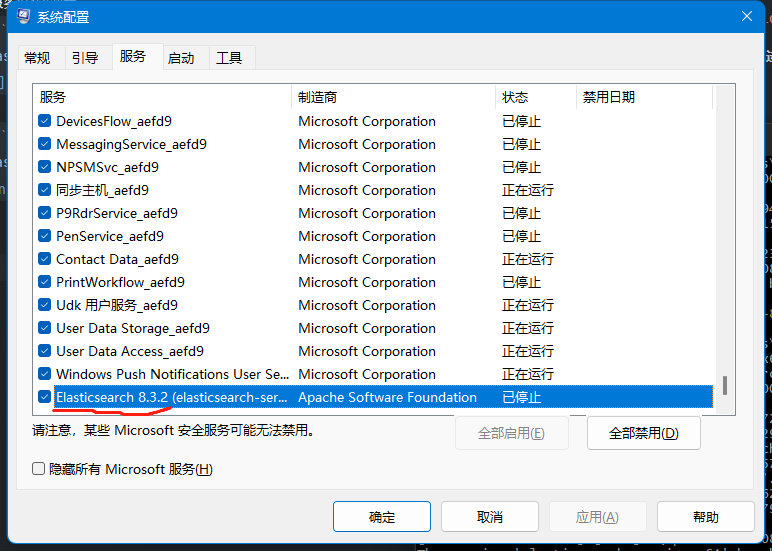 系统配置
常规 引导 服务 启动 工具
服务 制造商 状态 禁用日期
DevicesFlow_aefd9 Microsoft Corporation 已停止
MessagingService_aefd9 Microsoft Corporation 已停止
NPSMSvc_aefd9 Microsoft Corporation 已停止
同步主机_aefd9 Microsoft Corporation 正在运行
P9RdrService_aefd9 Microsoft Corporation 已停止
PenService_aefd9 Microsoft Corporation 已停止
Contact Data_aefd9 Microsoft Corporation 正在运行
PrintWorkflow_aefd9 Microsoft Corporation 已停止
Udk 用户服务_aefd9 Microsoft Corporation 正在运行
User Data Storage_aefd9 Microsoft Corporation 正在运行
User Data Access_aefd9 Microsoft Corporation 正在运行
Windows Push Notifications User Se... Microsoft Corporation 正在运行
Elasticsearch 8.3.2 (elasticsearch-ser... Apache Software Foundation 已停止
请注意，某些 Microsoft 安全服务可能无法禁用。
全部启用(E) 全部禁用(D)
隐藏所有 Microsoft 服务(H)
确定 取消 应用(A) 帮助